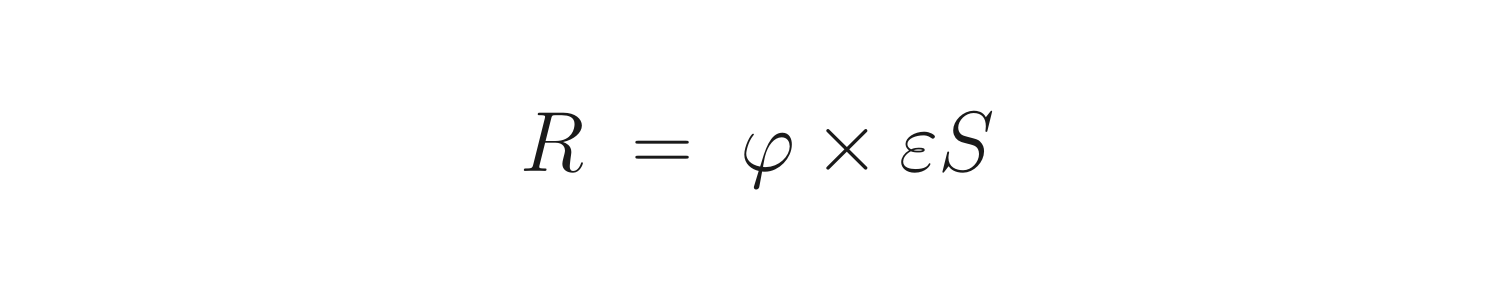 R = φ × εS